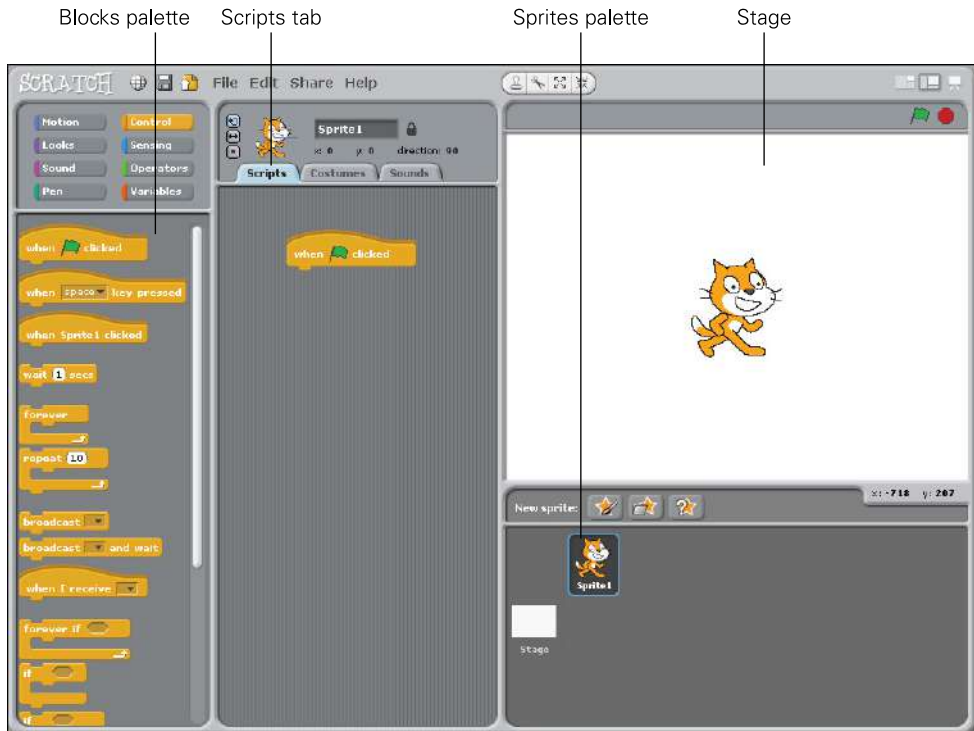 Blocks palette Scripts tab Sprites palette Stage
SCRATCH File Edit Share Help
Motion Control
Looks Sensing
Sound Operators
Pen Variables
when clicked
when space key pressed
when Sprite1 clicked
wait 1 secs
forever
repeat 10
broadcast
broadcast and wait
when I receive
forever if
if
if
Sprite1
x: 0 y: 0 direction: 90
Scripts Costumes Sounds
when clicked
x: -718 y: 207
New sprite:
Sprite1
Stage